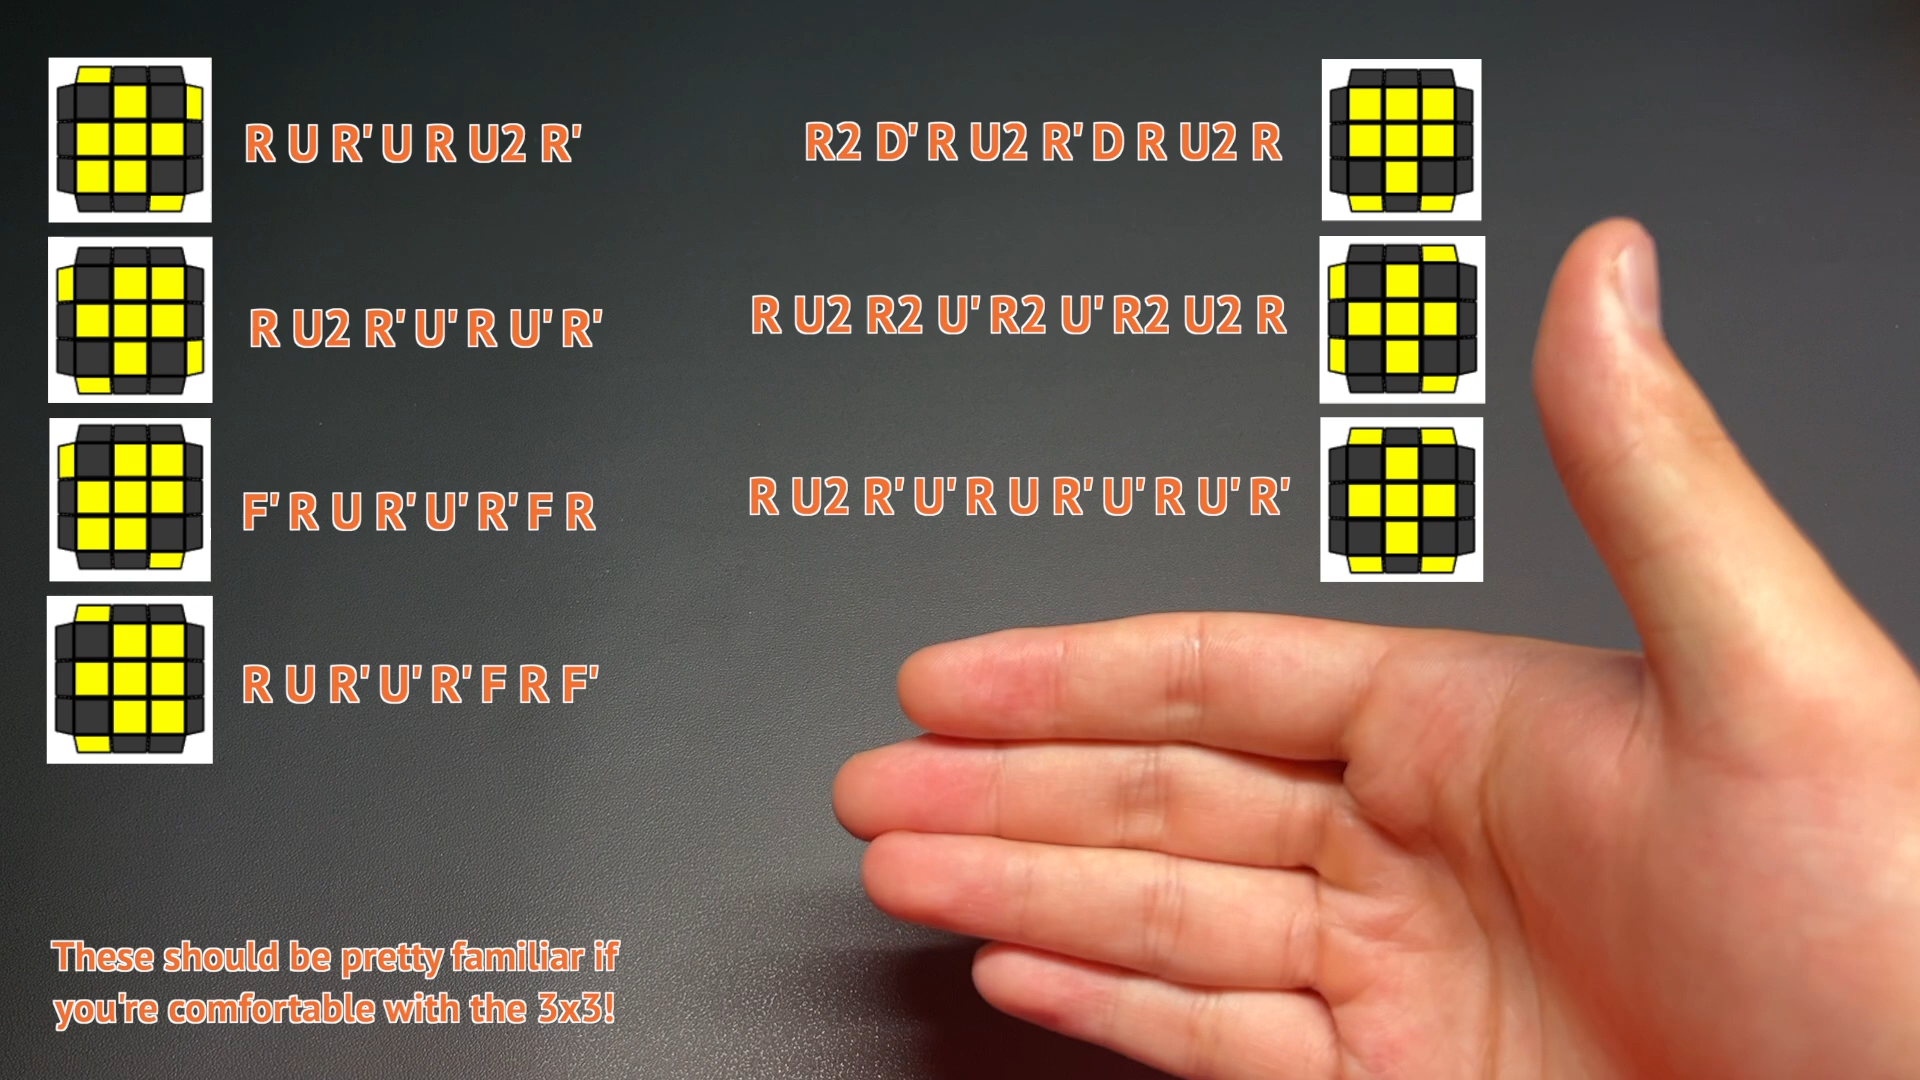 R U R' U R U2 R'
R U2 R' U' R U' R'
F' R U R' U' R' F R
R U R' U' R' F R F'
R2 D' R U2 R' D R U2 R
R U2 R2 U' R2 U' R2 U2 R
R U2 R' U' R U R' U' R U' R'
These should be pretty familiar if
you're comfortable with the 3x3!